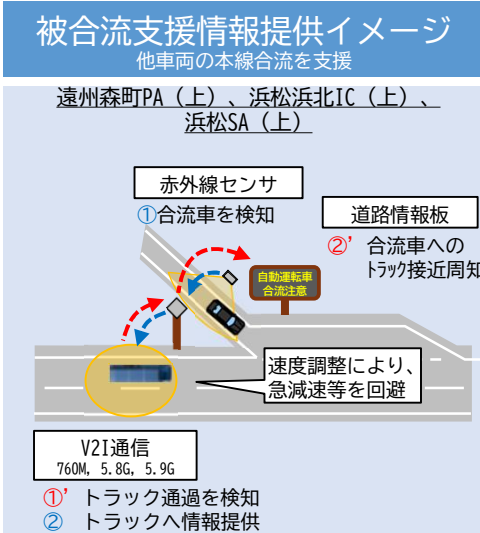 被合流支援情報提供イメージ
他車両の本線合流を支援
遠州森町PA（上）、浜松浜北IC（上）、
浜松SA（上）
赤外線センサ
①合流車を検知
道路情報板
②’ 合流車への
トラック接近周知
自動運転車
合流注意
速度調整により、
急減速等を回避
V2I通信
760M, 5.8G, 5.9G
①’ トラック通過を検知
② トラックへ情報提供